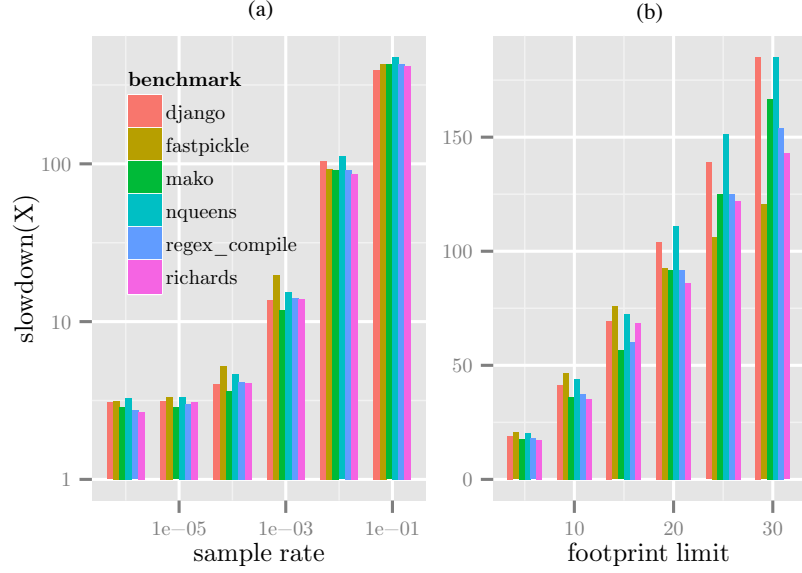 (a)
(b)
benchmark
django
fastpickle
mako
nqueens
regex_compile
richards
slowdown(X)
100
10
1
1e−05
1e−03
1e−01
sample rate
150
100
50
0
10
20
30
footprint limit